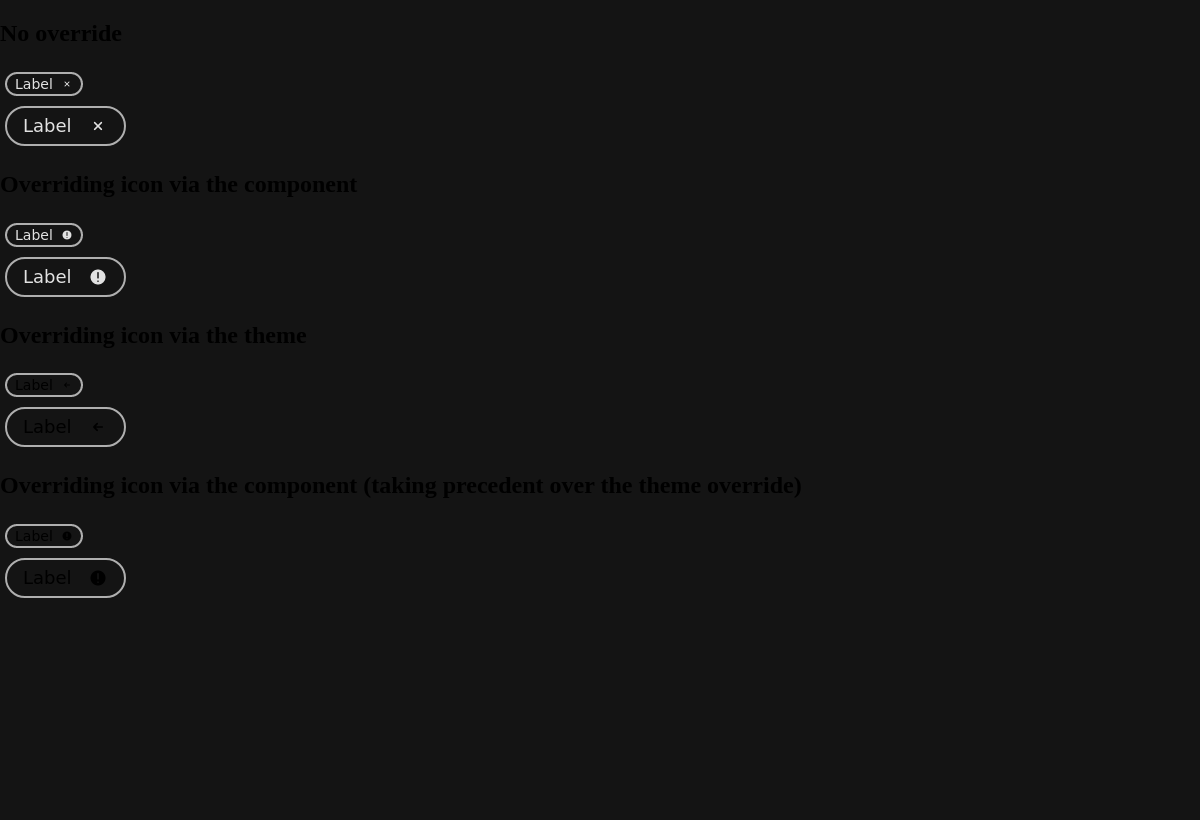 No override
Label
Label
Overriding icon via the component
Label
Label
Overriding icon via the theme
Label
Label
Overriding icon via the component (taking precedent over the theme override)
Label
Label